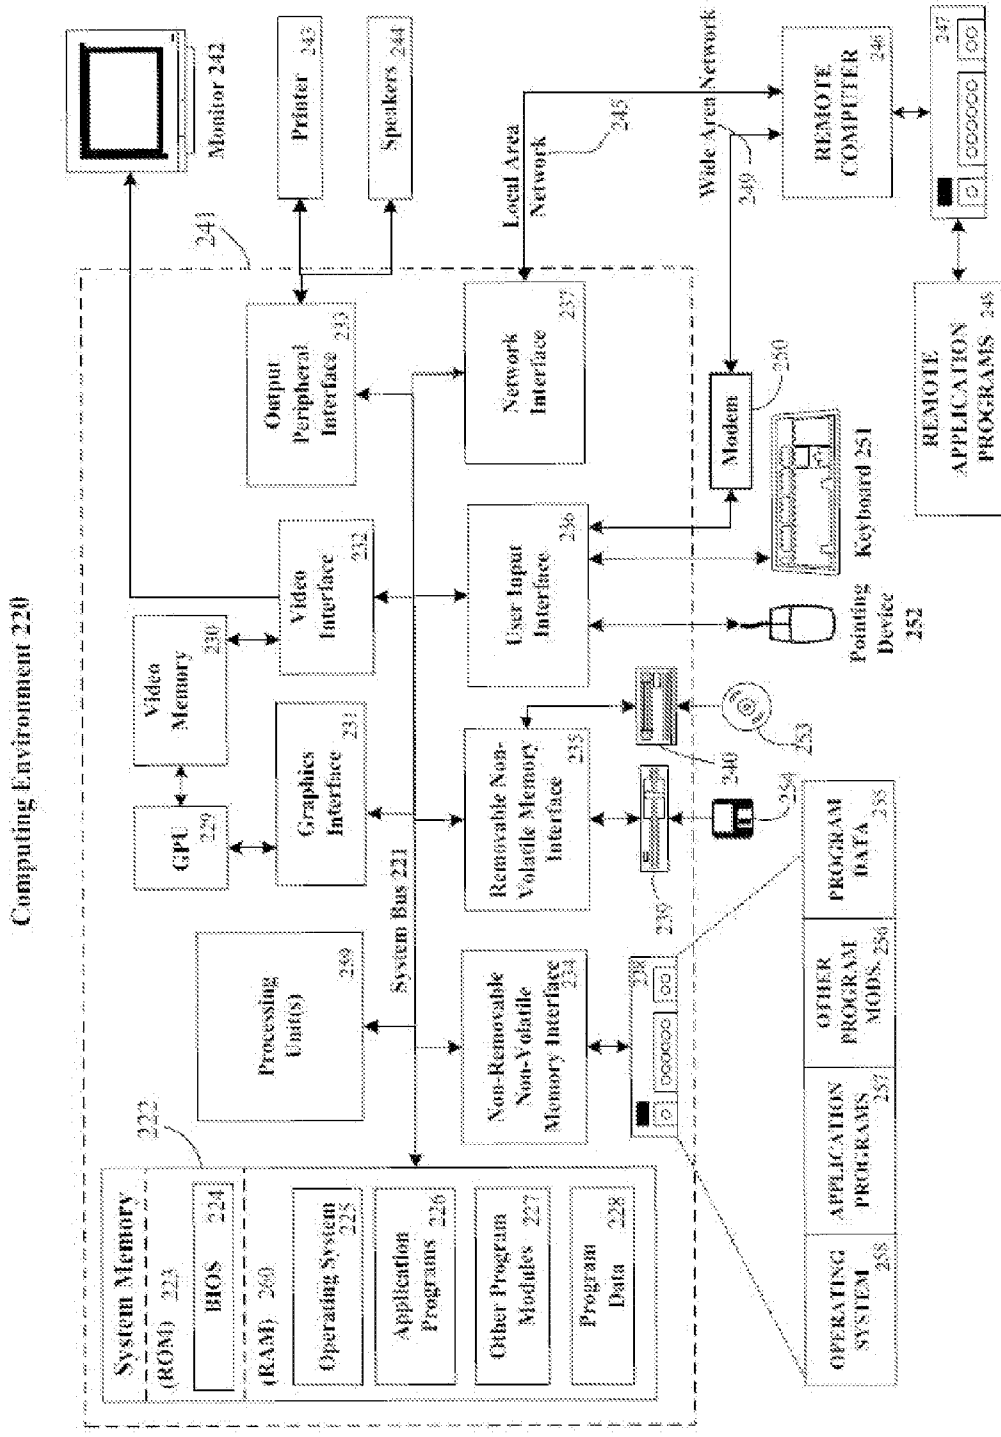 Computing Environment 220
System Memory
222
(ROM) 223
BIOS 224
(RAM) 260
Operating System
225
Application
Programs 226
Other Program
Modules 227
Program
Data 228
Processing
Unit(s)
259
System Bus 221
GPU
229
Video
Memory
230
Graphics
Interface
231
Video
Interface
232
Output
Peripheral
Interface
233
241
Monitor 242
Printer
243
Speakers
244
Non-Removable
Non-Volatile
Memory Interface
234
Removable Non-
Volatile Memory
Interface
235
User Input
Interface
236
Network
Interface
237
Local Area
Network
245
Wide Area Network
249
238
239
240
254
253
Pointing
Device
252
Keyboard 251
Modem
250
REMOTE
COMPUTER
246
247
OPERATING
SYSTEM
258
APPLICATION
PROGRAMS
257
OTHER
PROGRAM
MODS.
256
PROGRAM
DATA
255
REMOTE
APPLICATION
PROGRAMS
248